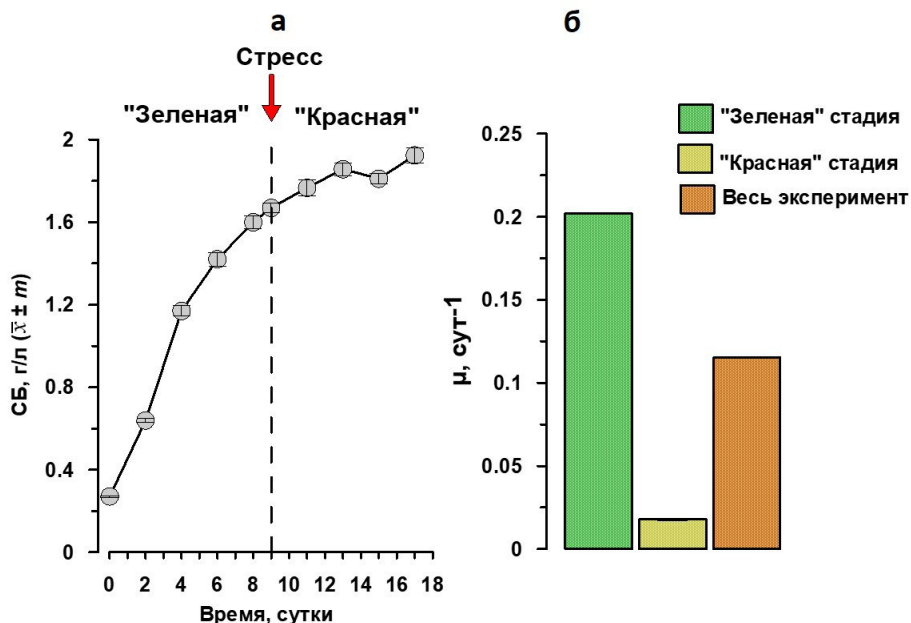 а
Стресс
"Зеленая"
"Красная"
2
1.6
1.2
0.8
0.4
0
СБ, г/л (x̅ ± m)
0 2 4 6 8 10 12 14 16 18
Время, сутки
б
"Зеленая" стадия
"Красная" стадия
Весь эксперимент
0.25
0.2
0.15
0.1
0.05
0
µ, сут-1